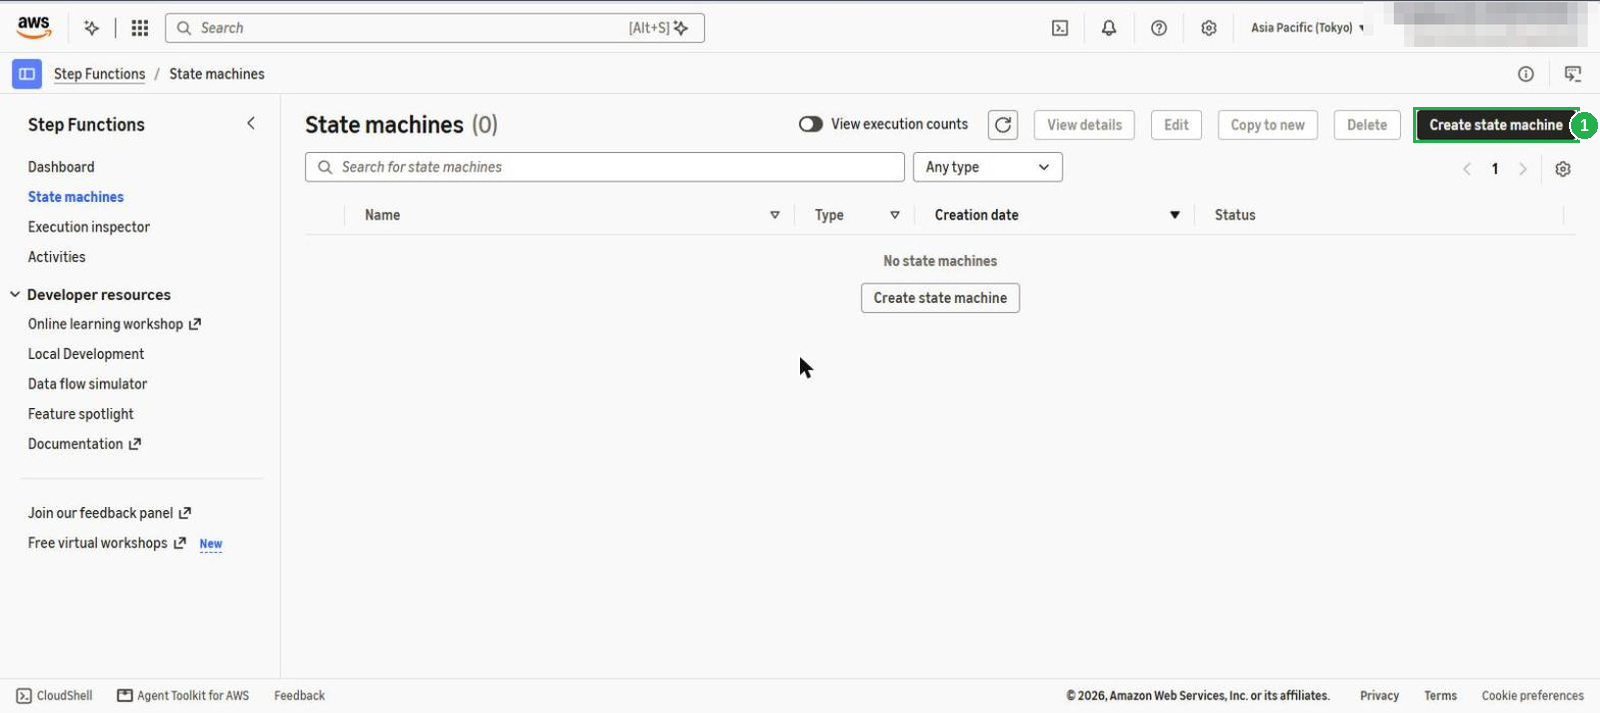 aws
Search [Alt+S]
Asia Pacific (Tokyo)
Step Functions / State machines
Step Functions
Dashboard
State machines
Execution inspector
Activities
Developer resources
Online learning workshop
Local Development
Data flow simulator
Feature spotlight
Documentation
Join our feedback panel
Free virtual workshops New
State machines (0)
View execution counts
View details
Edit
Copy to new
Delete
Create state machine 1
Search for state machines
Any type
1
Name Type Creation date Status
No state machines
Create state machine
CloudShell Agent Toolkit for AWS Feedback
© 2026, Amazon Web Services, Inc. or its affiliates. Privacy Terms Cookie preferences